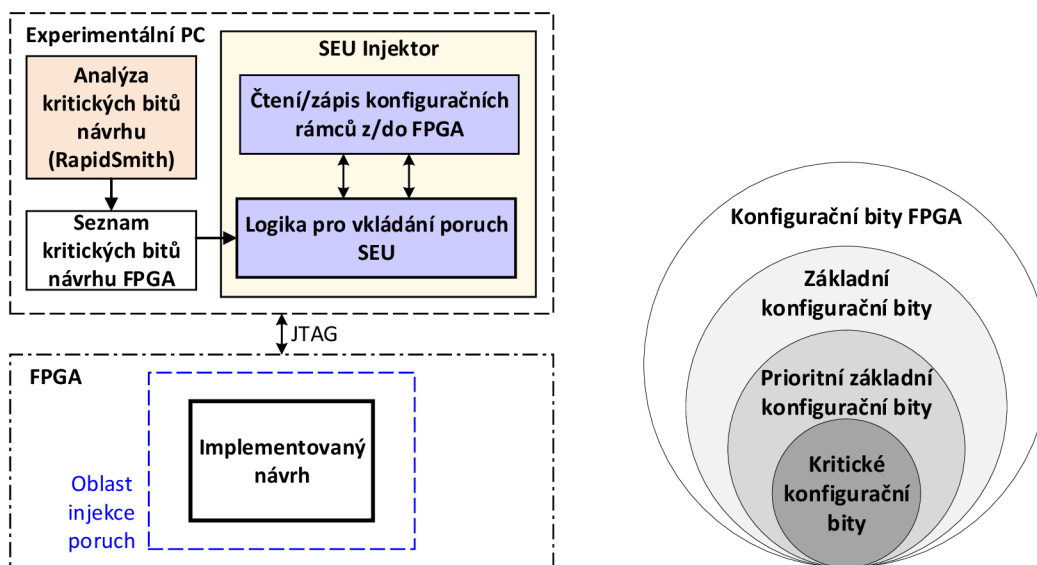 Experimentální PC
Analýza
kritických bitů
návrhu
(RapidSmith)
Seznam
kritických bitů
návrhu FPGA
SEU Injektor
Čtení/zápis konfiguračních
rámců z/do FPGA
Logika pro vkládání poruch
SEU
JTAG
FPGA
Implementovaný
návrh
Oblast
injekce
poruch
Konfigurační bity FPGA
Základní
konfigurační bity
Prioritní základní
konfigurační bity
Kritické
konfigurační
bity